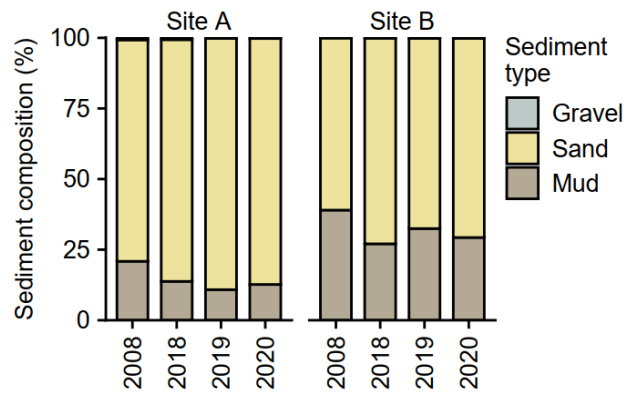 Site A
Site B
Sediment composition (%)
100
75
50
25
0
2008
2018
2019
2020
2008
2018
2019
2020
Sediment
type
Gravel
Sand
Mud